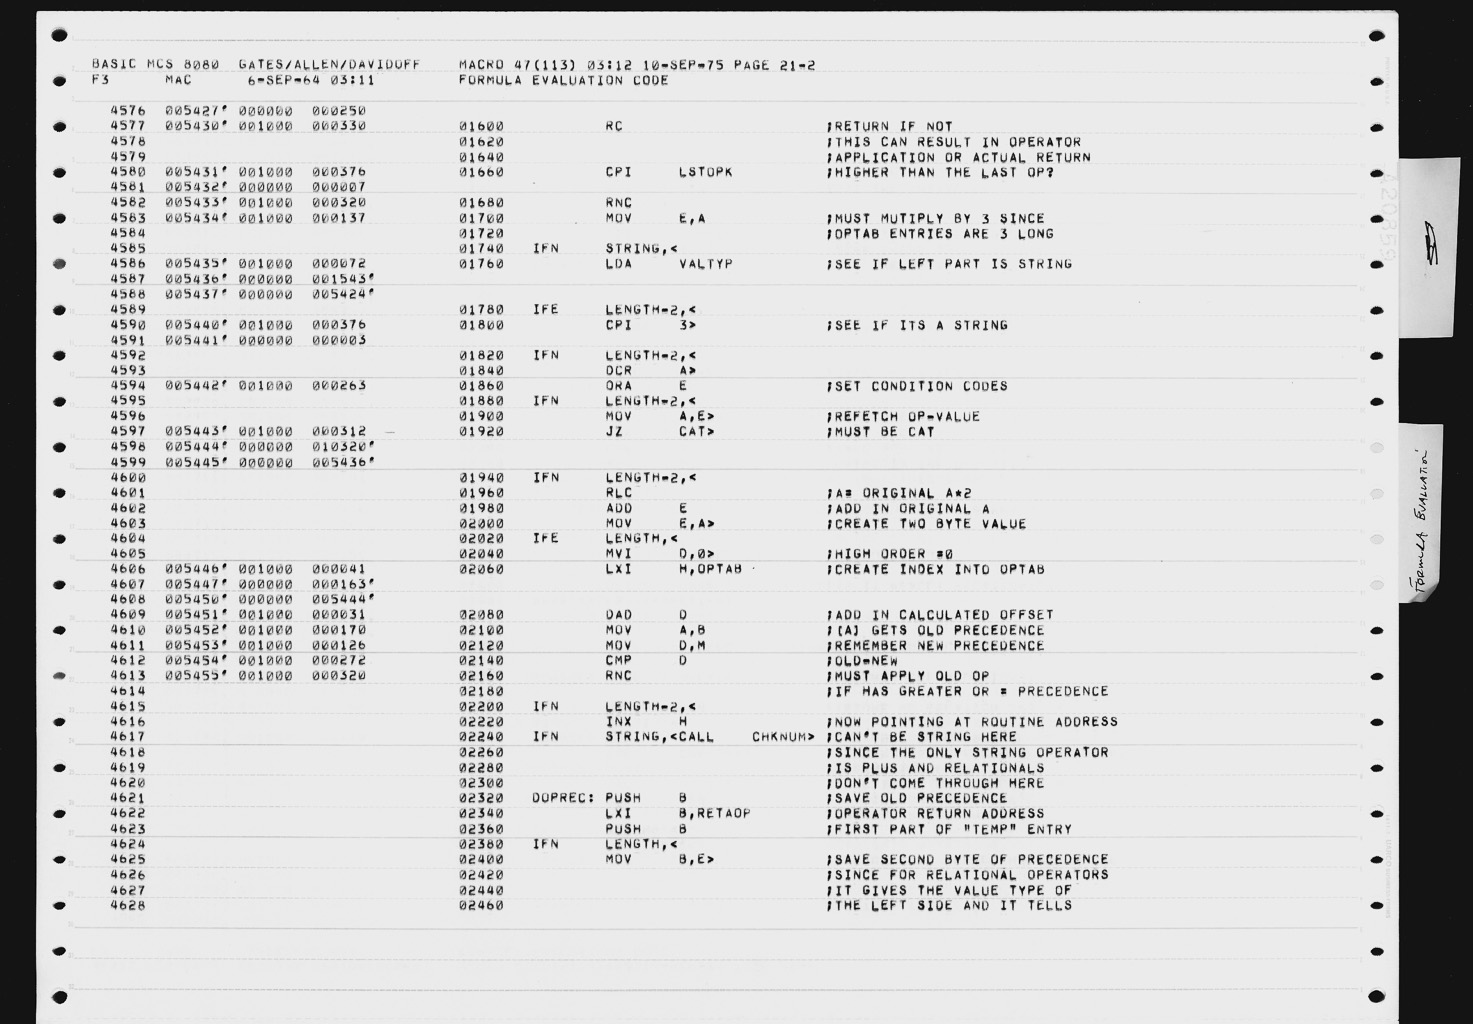 BASIC MCS 8080 GATES/ALLEN/DAVIDOFF MACRO 47(113) 03:12 10-SEP-75 PAGE 21-2
F3 MAC 6-SEP-64 03:11 FORMULA EVALUATION CODE
4576 005427' 000000 000250
4577 005430' 001000 000330 01600 RC ;RETURN IF NOT
4578 01620 ;THIS CAN RESULT IN OPERATOR
4579 01640 ;APPLICATION OR ACTUAL RETURN
4580 005431' 001000 000376 01660 CPI LSTOPK ;HIGHER THAN THE LAST OP?
4581 005432' 000000 000007
4582 005433' 001000 000320 01680 RNC
4583 005434' 001000 000137 01700 MOV E,A ;MUST MUTIPLY BY 3 SINCE
4584 01720 ;OPTAB ENTRIES ARE 3 LONG
4585 01740 IFN STRING,<
4586 005435' 001000 000072 01760 LDA VALTYP ;SEE IF LEFT PART IS STRING
4587 005436' 000000 001543'
4588 005437' 000000 005424'
4589 01780 IFE LENGTH-2,<
4590 005440' 001000 000376 01800 CPI 3> ;SEE IF ITS A STRING
4591 005441' 000000 000003
4592 01820 IFN LENGTH-2,<
4593 01840 DCR A>
4594 005442' 001000 000263 01860 ORA E ;SET CONDITION CODES
4595 01880 IFN LENGTH-2,<
4596 01900 MOV A,E> ;REFETCH OP-VALUE
4597 005443' 001000 000312 01920 JZ CAT> ;MUST BE CAT
4598 005444' 000000 010320'
4599 005445' 000000 005436'
4600 01940 IFN LENGTH-2,<
4601 01960 RLC ;A= ORIGINAL A*2
4602 01980 ADD E ;ADD IN ORIGINAL A
4603 02000 MOV E,A> ;CREATE TWO BYTE VALUE
4604 02020 IFE LENGTH,<
4605 02040 MVI D,0> ;HIGH ORDER =0
4606 005446' 001000 000041 02060 LXI H,OPTAB ;CREATE INDEX INTO OPTAB
4607 005447' 000000 000163'
4608 005450' 000000 005444'
4609 005451' 001000 000031 02080 DAD D ;ADD IN CALCULATED OFFSET
4610 005452' 001000 000170 02100 MOV A,B ;[A] GETS OLD PRECEDENCE
4611 005453' 001000 000126 02120 MOV D,M ;REMEMBER NEW PRECEDENCE
4612 005454' 001000 000272 02140 CMP D ;OLD-NEW
4613 005455' 001000 000320 02160 RNC ;MUST APPLY OLD OP
4614 02180 ;IF HAS GREATER OR = PRECEDENCE
4615 02200 IFN LENGTH-2,<
4616 02220 INX H ;NOW POINTING AT ROUTINE ADDRESS
4617 02240 IFN STRING,<CALL CHKNUM> ;CAN'T BE STRING HERE
4618 02260 ;SINCE THE ONLY STRING OPERATOR
4619 02280 ;IS PLUS AND RELATIONALS
4620 02300 ;DON'T COME THROUGH HERE
4621 02320 DOPREC: PUSH B ;SAVE OLD PRECEDENCE
4622 02340 LXI B,RETAOP ;OPERATOR RETURN ADDRESS
4623 02360 PUSH B ;FIRST PART OF "TEMP" ENTRY
4624 02380 IFN LENGTH,<
4625 02400 MOV B,E> ;SAVE SECOND BYTE OF PRECEDENCE
4626 02420 ;SINCE FOR RELATIONAL OPERATORS
4627 02440 ;IT GIVES THE VALUE TYPE OF
4628 02460 ;THE LEFT SIDE AND IT TELLS
FORMULA EVALUATION